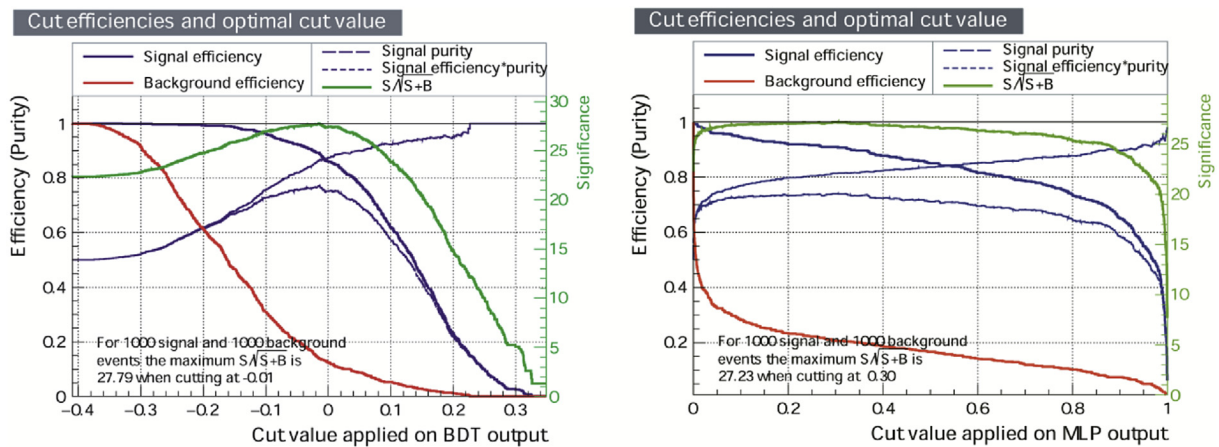 Cut efficiencies and optimal cut value
Signal efficiency
Background efficiency
Signal purity
Signal efficiency*purity
S/√S+B
Efficiency (Purity)
1
0.8
0.6
0.4
0.2
0
30
25
20
15
10
5
0
Significance
For 1000 signal and 1000 background
events the maximum S/√S+B is
27.79 when cutting at -0.01
−0.4 −0.3 −0.2 −0.1 0 0.1 0.2 0.3
Cut value applied on BDT output
Cut efficiencies and optimal cut value
Signal efficiency
Background efficiency
Signal purity
Signal efficiency*purity
S/√S+B
Efficiency (Purity)
1
0.8
0.6
0.4
0.2
0
25
20
15
10
5
0
Significance
For 1000 signal and 1000 background
events the maximum S/√S+B is
27.23 when cutting at 0.30
0 0.2 0.4 0.6 0.8 1
Cut value applied on MLP output